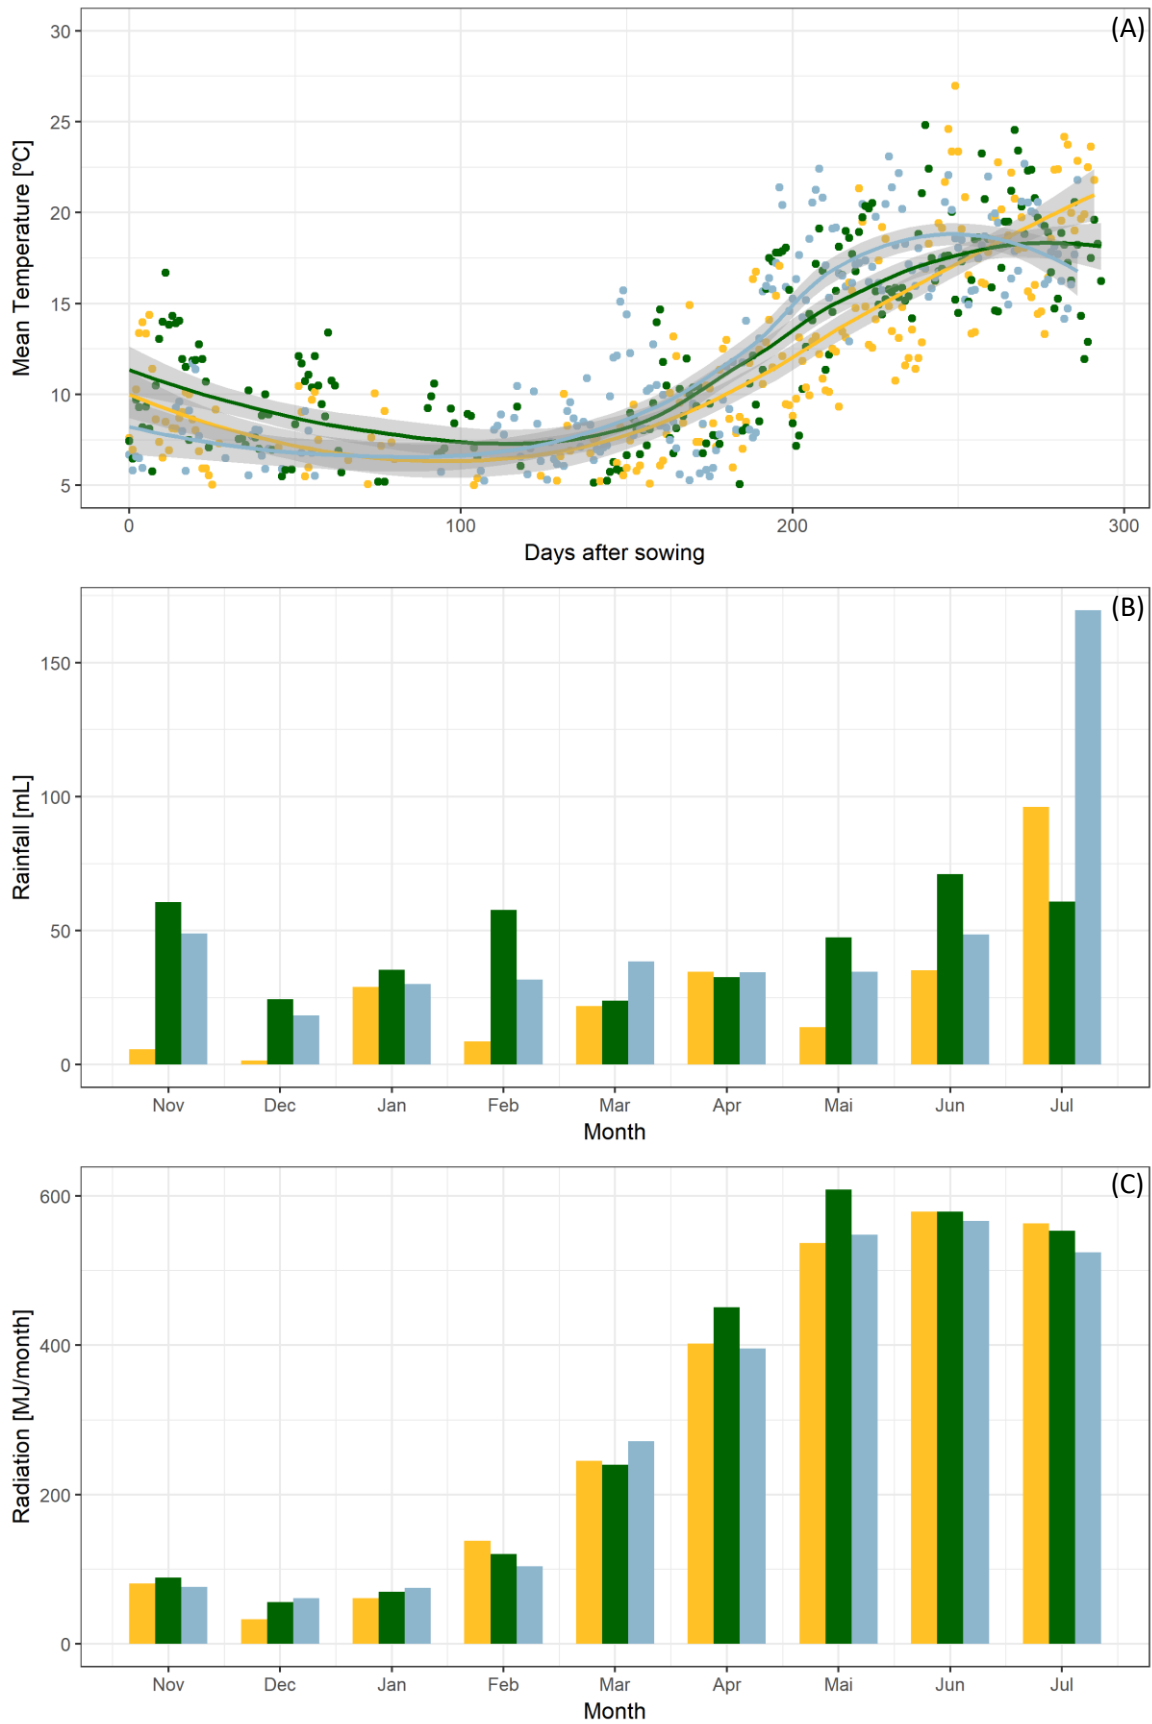 (A)
30
25
20
15
10
5
Mean Temperature [ºC]
0 100 200 300
Days after sowing
(B)
150
100
50
0
Rainfall [mL]
Nov Dec Jan Feb Mar Apr Mai Jun Jul
Month
(C)
600
400
200
0
Radiation [MJ/month]
Nov Dec Jan Feb Mar Apr Mai Jun Jul
Month